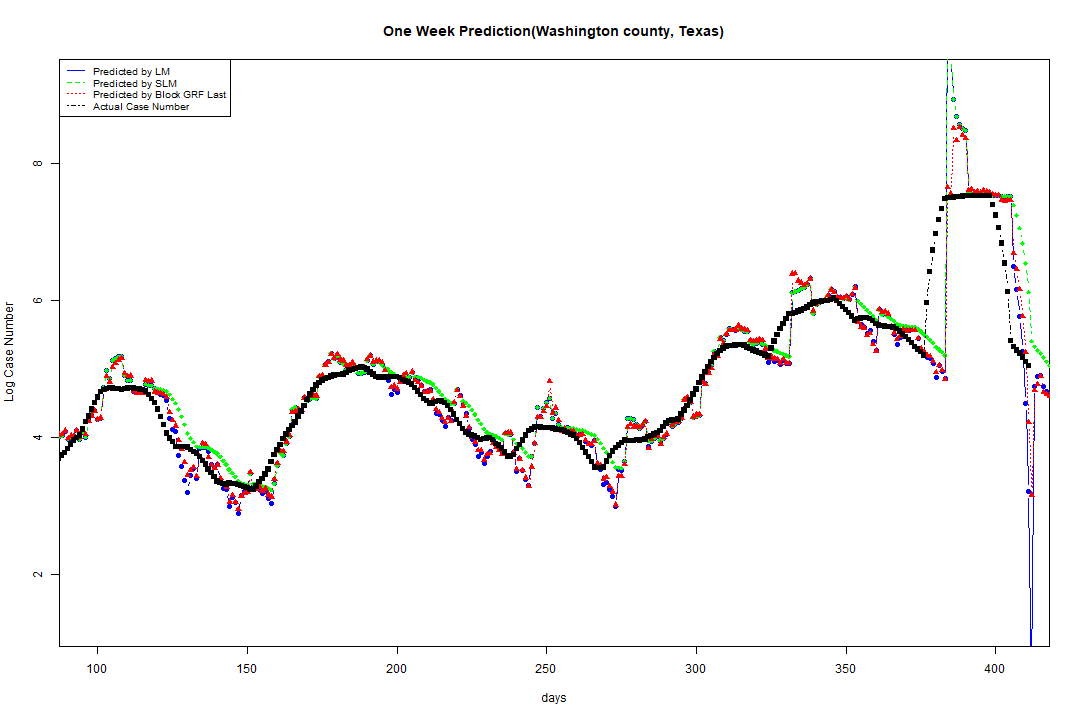 One Week Prediction(Washington county, Texas)
Predicted by LM
Predicted by SLM
Predicted by Block GRF Last
Actual Case Number
Log Case Number
8
6
4
2
100 150 200 250 300 350 400
days